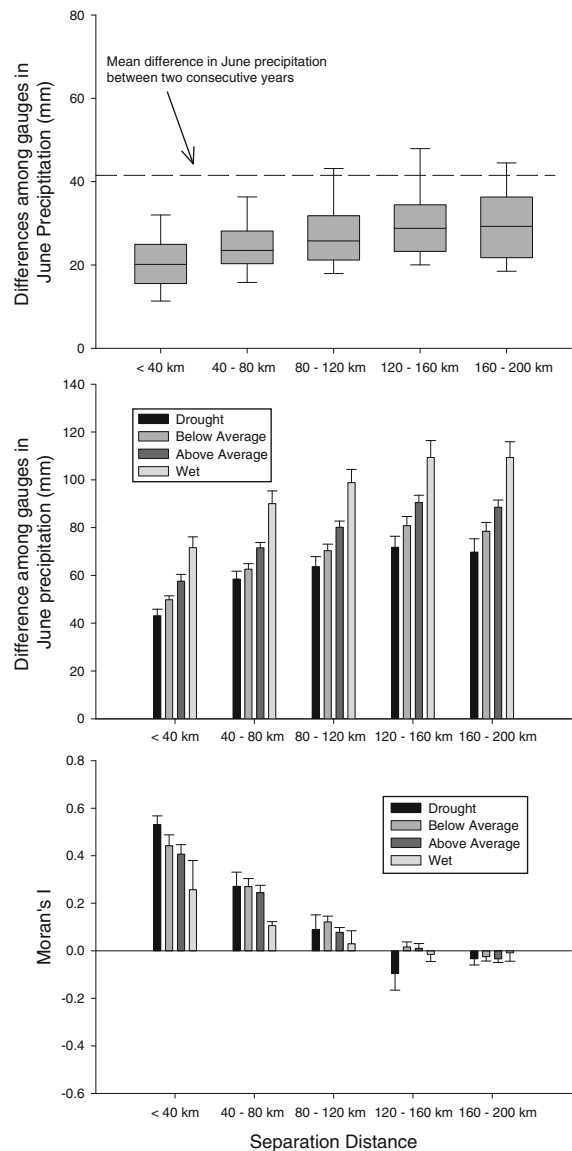 Differences among gauges in
June Preciptitation (mm)
80
60
40
20
0
Mean difference in June precipitation
between two consecutive years
< 40 km
40 - 80 km
80 - 120 km
120 - 160 km
160 - 200 km
Difference among gauges in
June precipitation (mm)
140
120
100
80
60
40
20
0
Drought
Below Average
Above Average
Wet
< 40 km
40 - 80 km
80 - 120 km
120 - 160 km
160 - 200 km
Moran's I
0.8
0.6
0.4
0.2
0.0
-0.2
-0.4
-0.6
Drought
Below Average
Above Average
Wet
< 40 km
40 - 80 km
80 - 120 km
120 - 160 km
160 - 200 km
Separation Distance